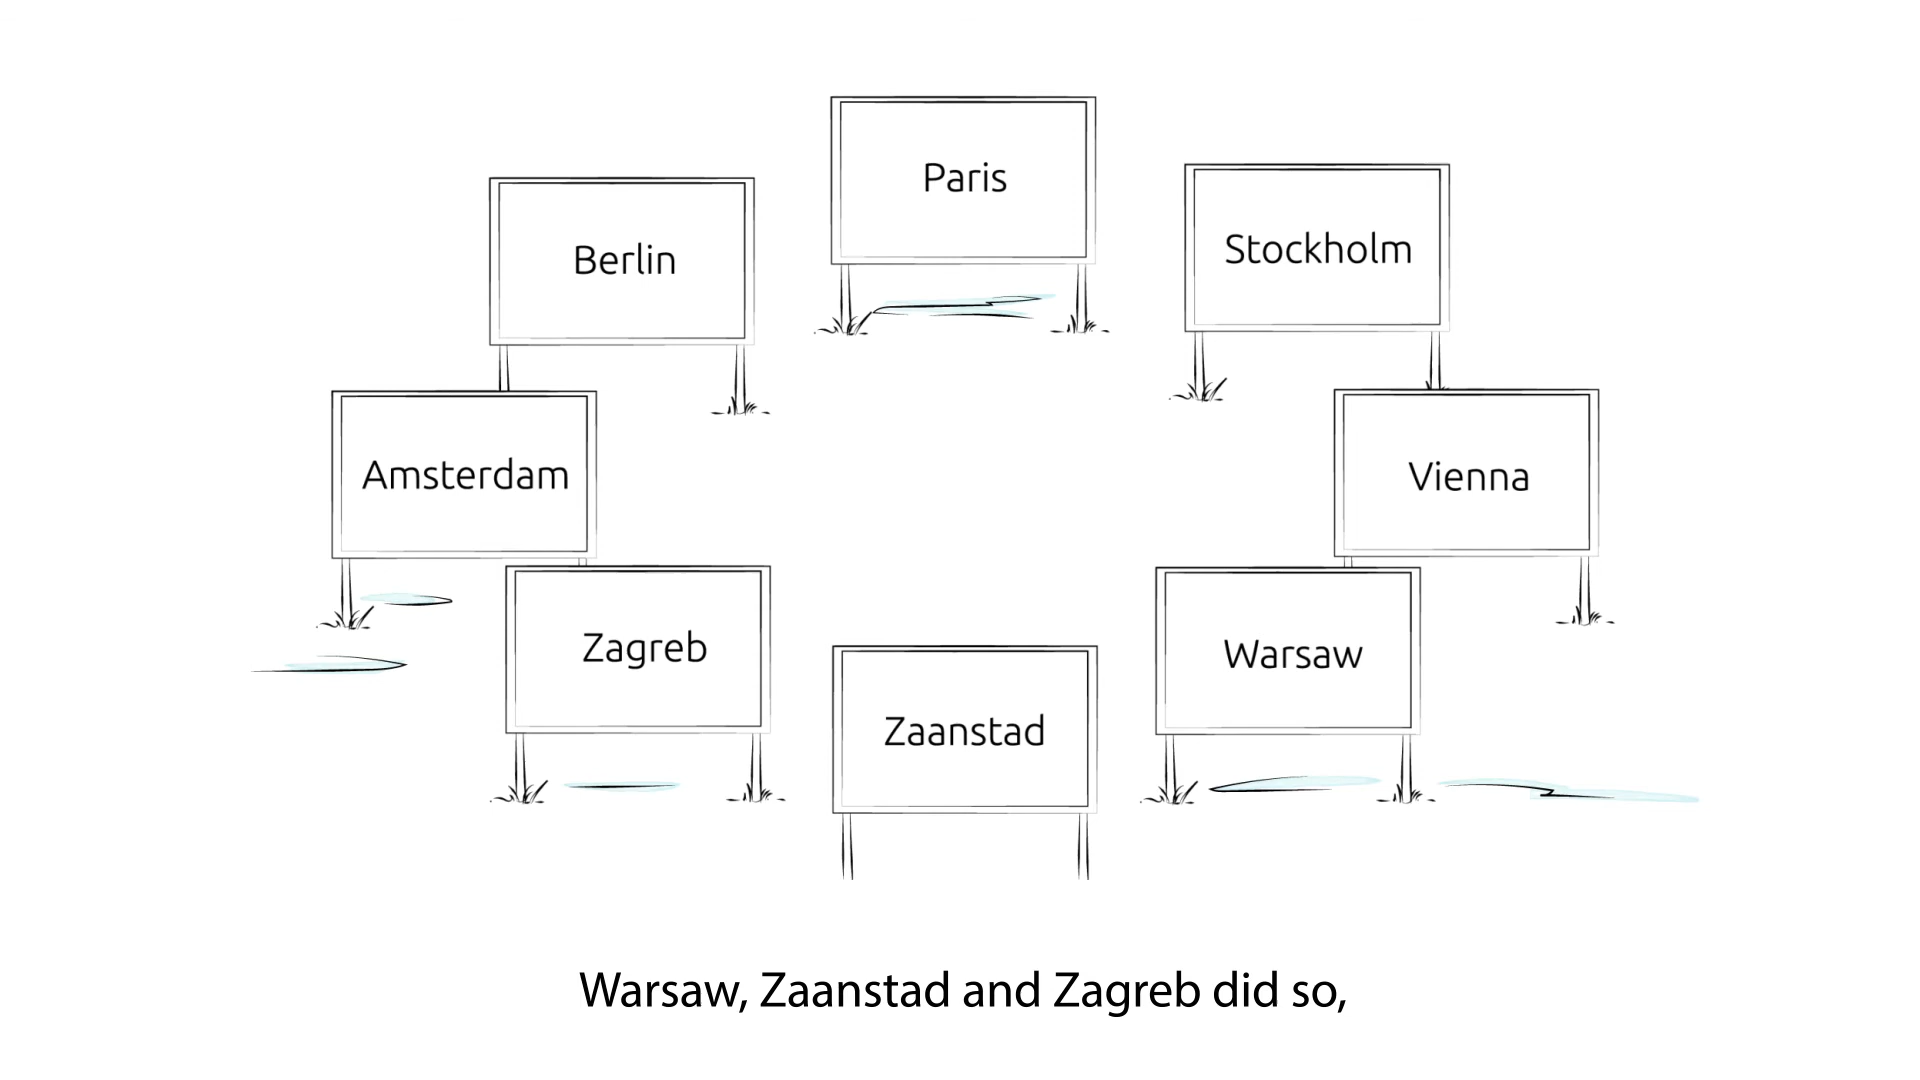 Paris
Stockholm
Berlin
Amsterdam
Vienna
Zagreb
Warsaw
Zaanstad
Warsaw, Zaanstad and Zagreb did so,